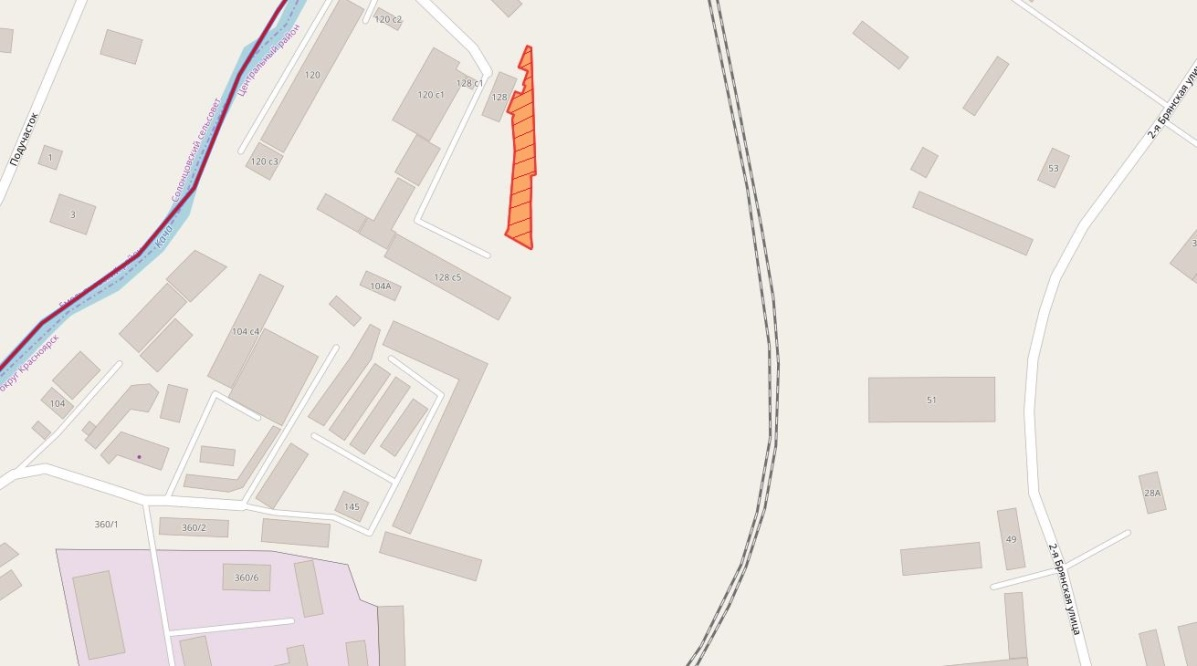 120 с2
Центральный район
120
128 с1
120 с1
128
2-я Брянская
Подучасток
Солонцовский сельсовет
1
120 с3
53
3
Кача
128 с5
104А
104 с4
округ Красноярск
51
104
28А
145
360/1
360/2
49
360/6
2-я Брянская улица